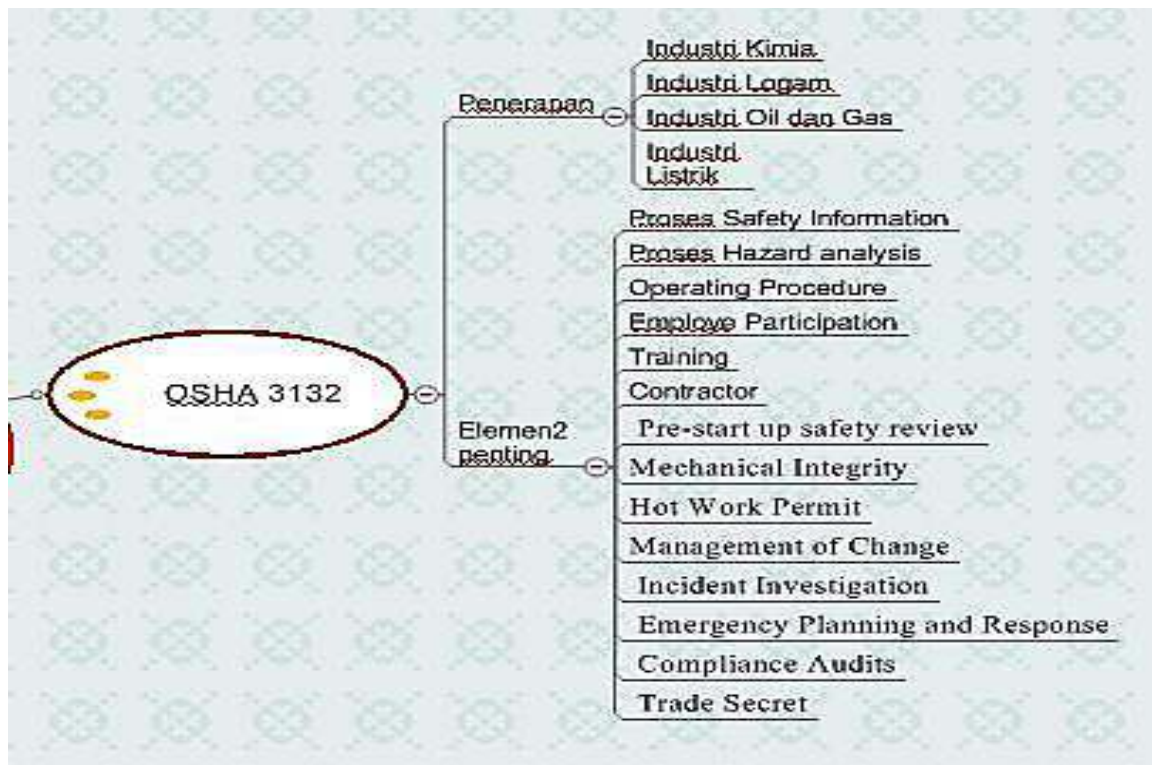 Industri Kimia
Industri Logam
Penerapan
Industri Oil dan Gas
Industri
Listrik
Proses Safety Information
Proses Hazard analysis
Operating Procedure
Employe Participation
Training
OSHA 3132
Contractor
Elemen2
penting
Pre-start up safety review
Mechanical Integrity
Hot Work Permit
Management of Change
Incident Investigation
Emergency Planning and Response
Compliance Audits
Trade Secret